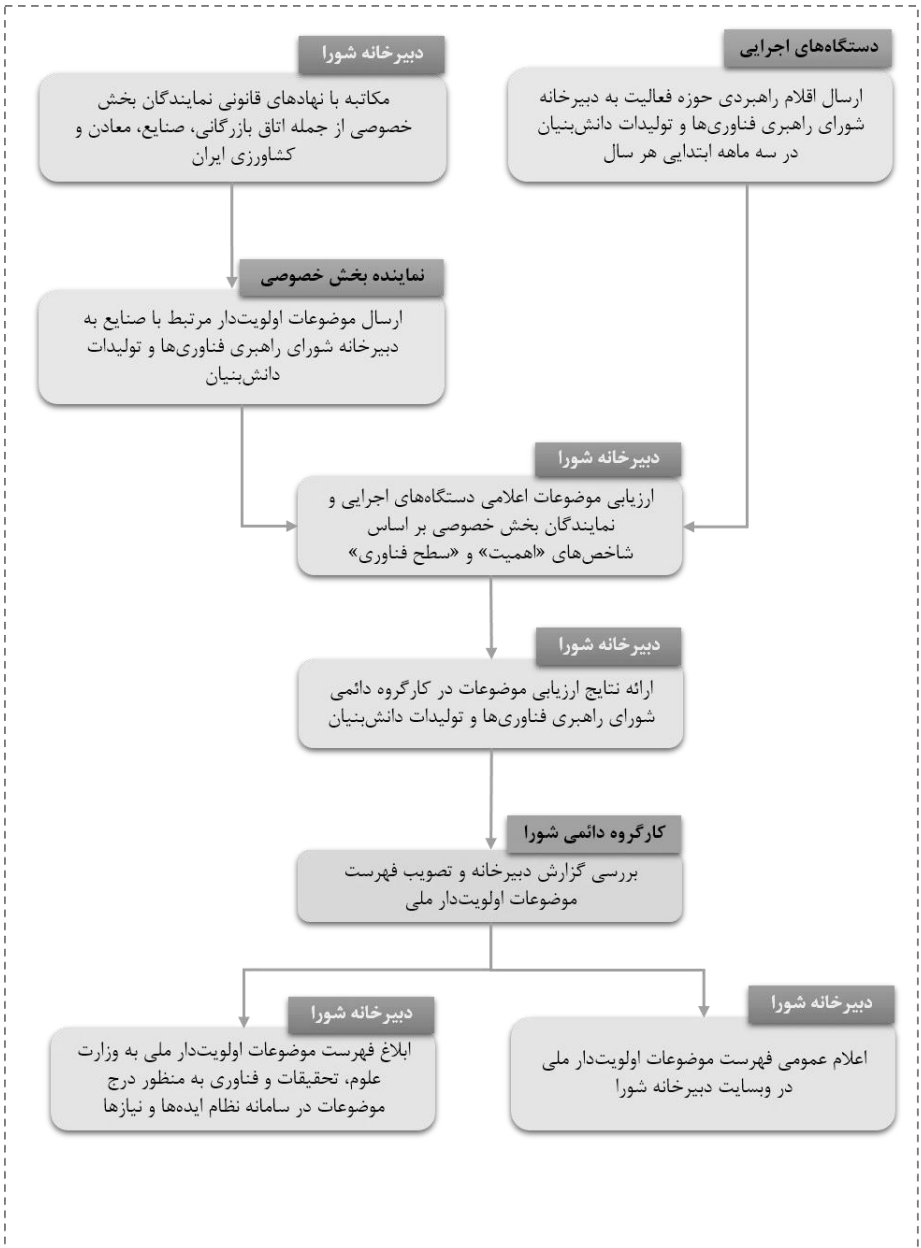 دستگاه‌های اجرایی
ارسال اقلام راهبردی حوزه فعالیت به دبیرخانه
شورای راهبری فناوری‌ها و تولیدات دانش‌بنیان
در سه ماهه ابتدایی هر سال
دبیرخانه شورا
مکاتبه با نهادهای قانونی نمایندگان بخش
خصوصی از جمله اتاق بازرگانی، صنایع، معادن و
کشاورزی ایران
نماینده بخش خصوصی
ارسال موضوعات اولویت‌دار مرتبط با صنایع به
دبیرخانه شورای راهبری فناوری‌ها و تولیدات
دانش‌بنیان
دبیرخانه شورا
ارزیابی موضوعات اعلامی دستگاه‌های اجرایی و
نمایندگان بخش خصوصی بر اساس
شاخص‌های «اهمیت» و «سطح فناوری»
دبیرخانه شورا
ارائه نتایج ارزیابی موضوعات در کارگروه دائمی
شورای راهبری فناوری‌ها و تولیدات دانش‌بنیان
کارگروه دائمی شورا
بررسی گزارش دبیرخانه و تصویب فهرست
موضوعات اولویت‌دار ملی
دبیرخانه شورا
اعلام عمومی فهرست موضوعات اولویت‌دار ملی
در وبسایت دبیرخانه شورا
دبیرخانه شورا
ابلاغ فهرست موضوعات اولویت‌دار ملی به وزارت
علوم، تحقیقات و فناوری به منظور درج
موضوعات در سامانه نظام ایده‌ها و نیازها